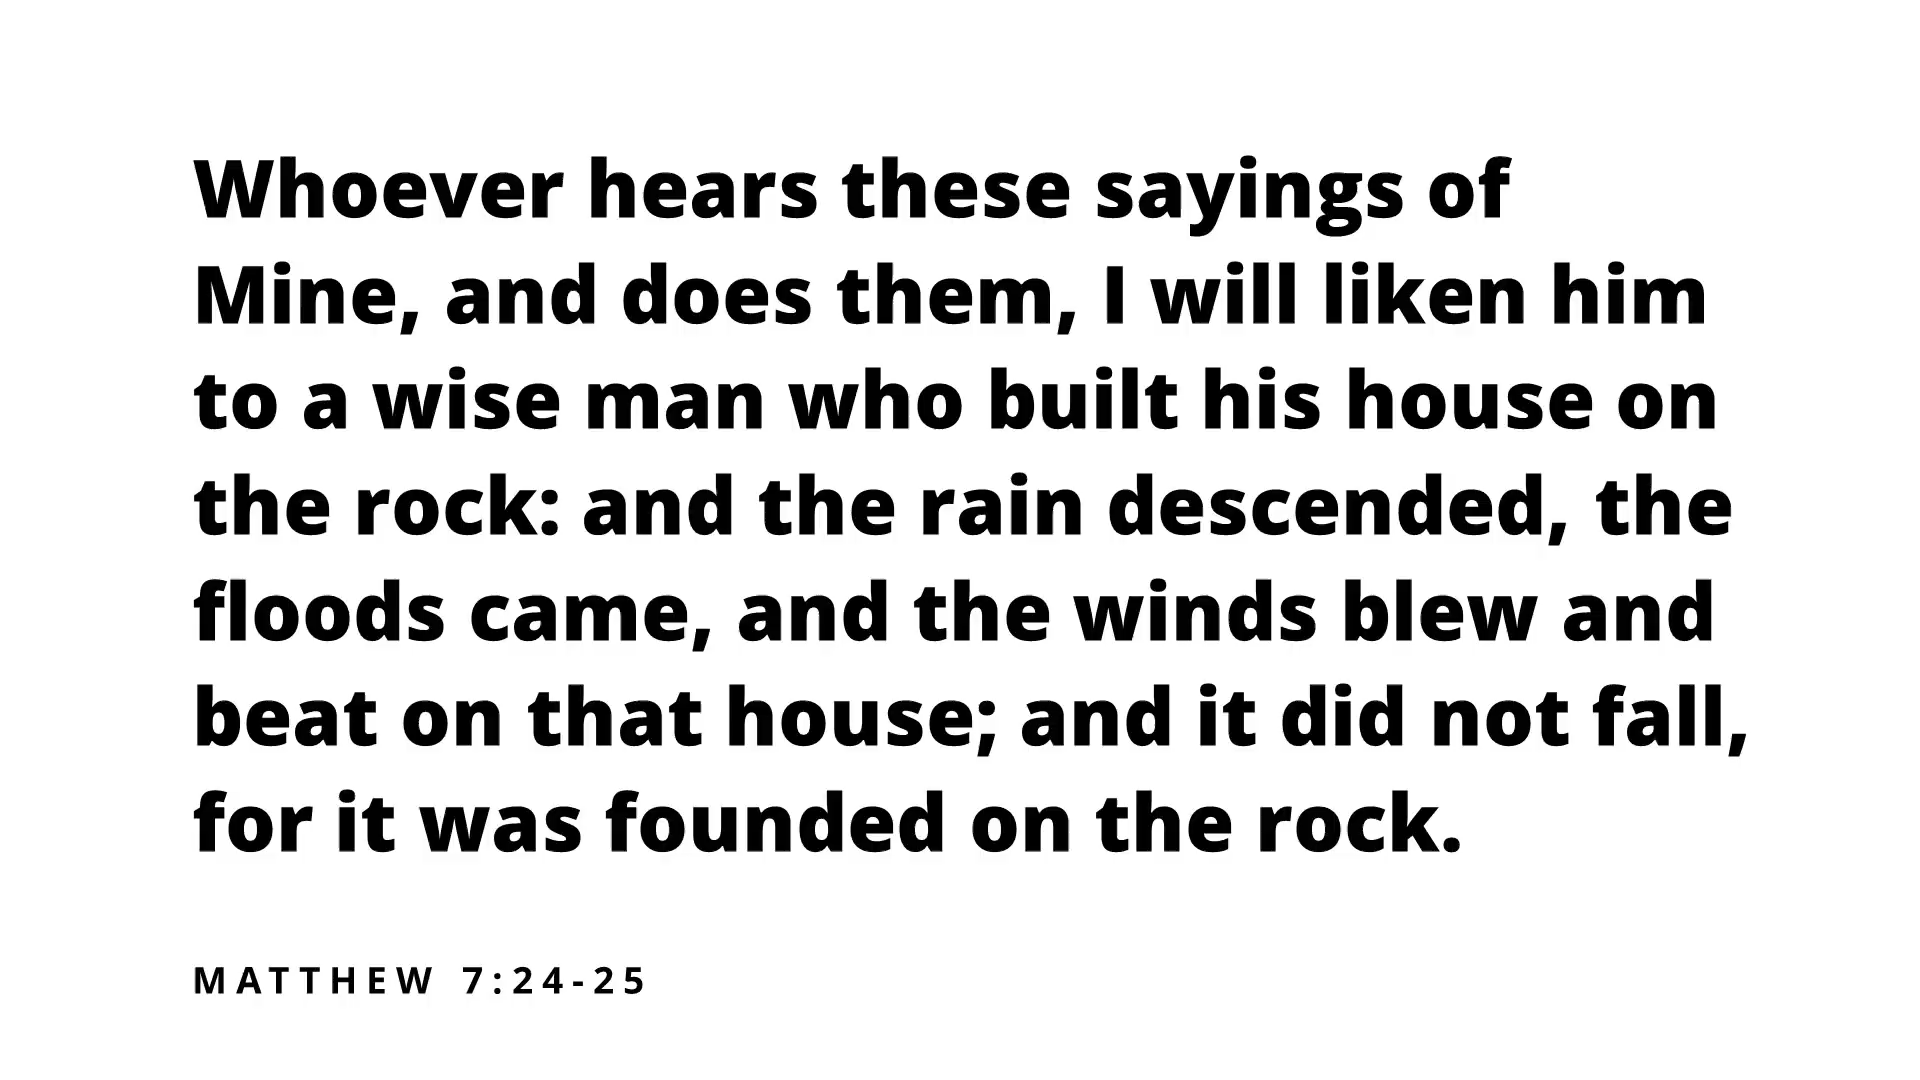 Whoever hears these sayings of
Mine, and does them, I will liken him
to a wise man who built his house on
the rock: and the rain descended, the
floods came, and the winds blew and
beat on that house; and it did not fall,
for it was founded on the rock.
MATTHEW 7:24-25